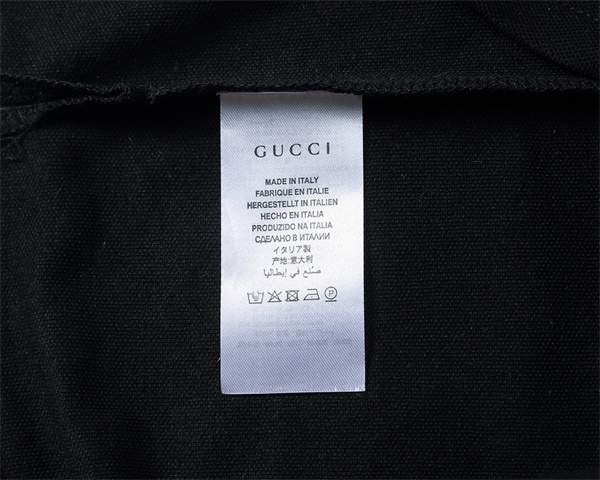 GUCCI
MADE IN ITALY
FABRIQUE EN ITALIE
HERGESTELLT IN ITALIEN
HECHO EN ITALIA
PRODUZIDO NA ITALIA
СДЕЛАНО В ИТАЛИИ
イタリア製
产地:意大利
صنع في إيطاليا